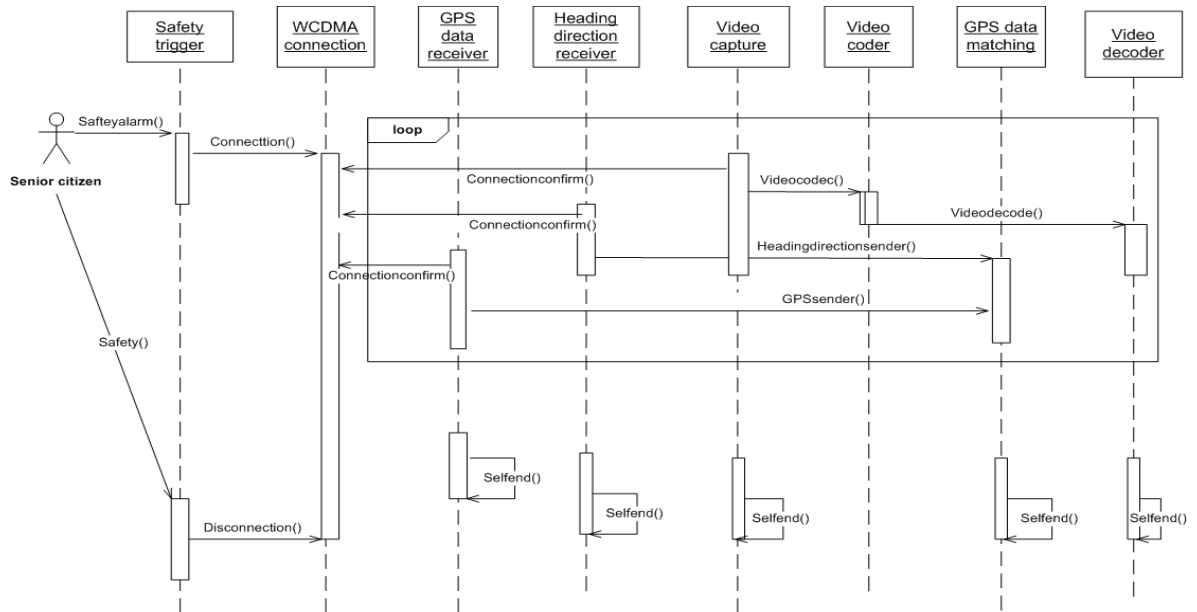 Safety
trigger
WCDMA
connection
GPS
data
receiver
Heading
direction
receiver
Video
capture
Video
coder
GPS data
matching
Video
decoder
Safteyalarm()
loop
Connecttion()
Senior citizen
Connectionconfirm()
Videocodec()
Connectionconfirm()
Videodecode()
Connectionconfirm()
Headingdirectionsender()
GPSsender()
Safety()
Selfend()
Selfend()
Selfend()
Selfend()
Selfend()
Disconnection()